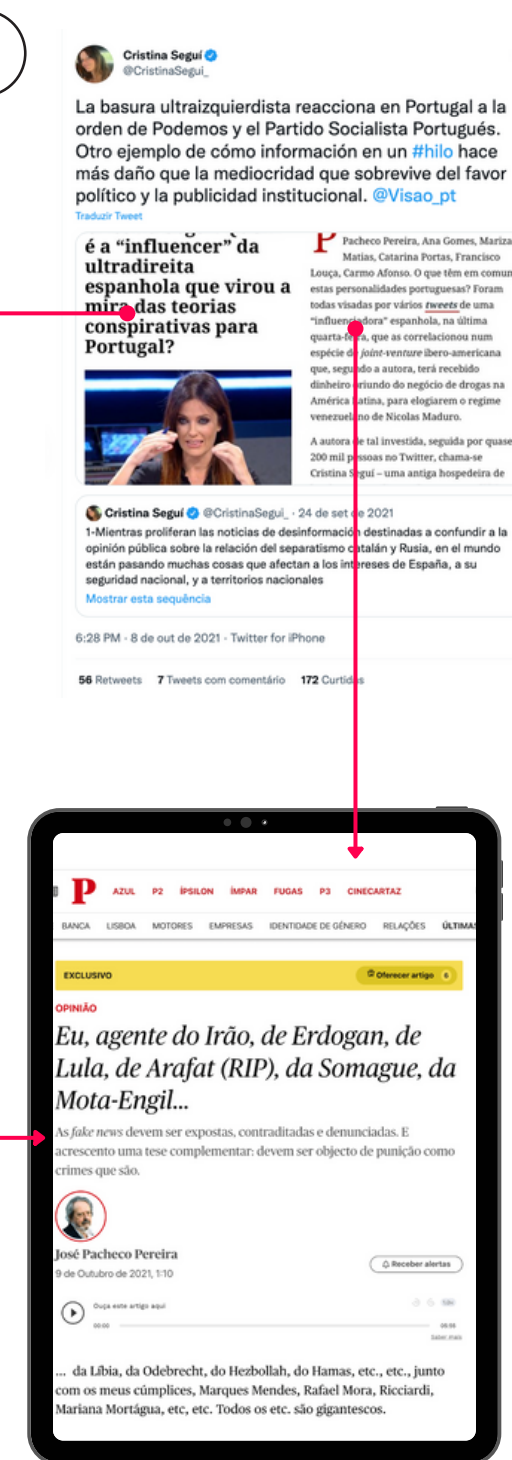 Cristina Seguí
@CristinaSegui_
La basura ultraizquierdista reacciona en Portugal a la
orden de Podemos y el Partido Socialista Portugués.
Otro ejemplo de cómo información en un #hilo hace
más daño que la mediocridad que sobrevive del favor
político y la publicidad institucional. @Visao_pt
Traduzir Tweet
é a “influencer” da
ultradireita
espanhola que virou a
mira das teorias
conspirativas para
Portugal?
Pacheco Pereira, Ana Gomes, Mariza
Matias, Catarina Portas, Francisco
Louça, Carmo Afonso. O que têm em comun
estas personalidades portuguesas? Foram
todas visadas por vários tweets de uma
“influenciadora” espanhola, na última
quarta-feira, que as correlacionou num
espécie de joint-venture ibero-americana
que, segundo a autora, terá recebido
dinheiro oriundo do negócio de drogas na
América Latina, para elogiarem o regime
venezuelano de Nicolas Maduro.
A autora de tal investida, seguida por quase
200 mil pessoas no Twitter, chama-se
Cristina Seguí – uma antiga hospedeira de
Cristina Seguí @CristinaSegui_ · 24 de set de 2021
1-Mientras proliferan las noticias de desinformación destinadas a confundir a la
opinión pública sobre la relación del separatismo catalán y Rusia, en el mundo
están pasando muchas cosas que afectan a los intereses de España, a su
seguridad nacional, y a territorios nacionales
Mostrar esta sequência
6:28 PM · 8 de out de 2021 · Twitter for iPhone
56 Retweets 7 Tweets com comentário 172 Curtidas
P AZUL P2 ÍPSILON ÍMPAR FUGAS P3 CINECARTAZ
BANCA LISBOA MOTORES EMPRESAS IDENTIDADE DE GÉNERO RELAÇÕES ÚLTIMAS
EXCLUSIVO Oferecer artigo 6
OPINIÃO
Eu, agente do Irão, de Erdogan, de
Lula, de Arafat (RIP), da Somague, da
Mota-Engil...
As fake news devem ser expostas, contraditadas e denunciadas. E
acrescento uma tese complementar: devem ser objecto de punição como
crimes que são.
José Pacheco Pereira
9 de Outubro de 2021, 1:10
Receber alertas
Ouça este artigo aqui
00:00
Saber mais
... da Líbia, da Odebrecht, do Hezbollah, do Hamas, etc., etc., junto
com os meus cúmplices, Marques Mendes, Rafael Mora, Ricciardi,
Mariana Mortágua, etc, etc. Todos os etc. são gigantescos.